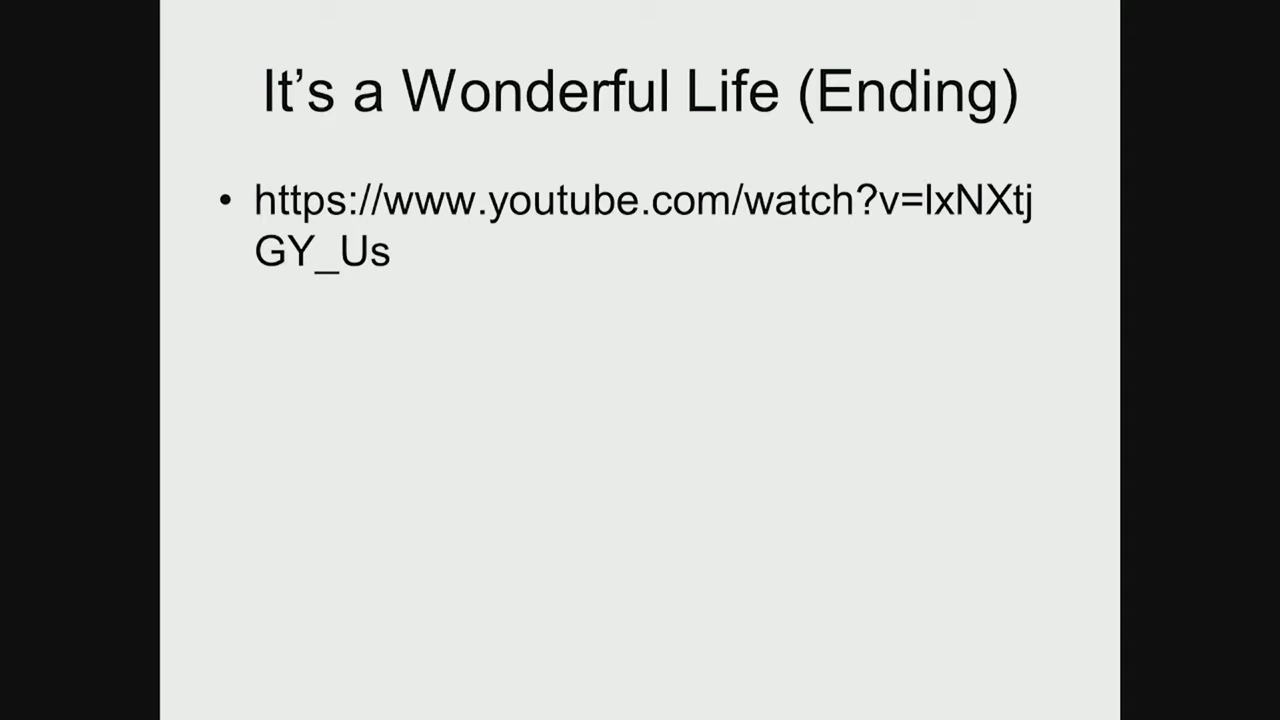 It’s a Wonderful Life (Ending)
• https://www.youtube.com/watch?v=lxNXtj
GY_Us